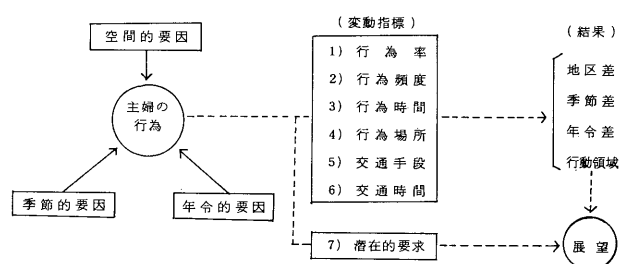 空間的要因
主婦の
行為
季節的要因
年令的要因
(変動指標)
1) 行為率
2) 行為頻度
3) 行為時間
4) 行為場所
5) 交通手段
6) 交通時間
7) 潜在的要求
(結果)
地区差
季節差
年令差
行動領域
展望